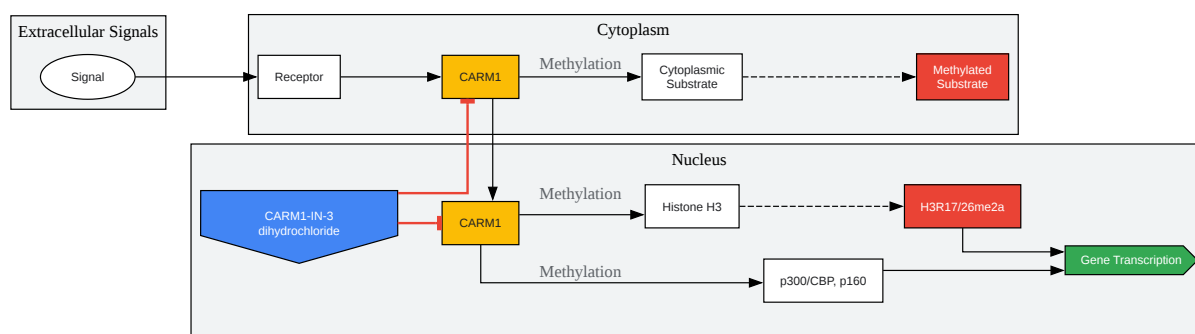 Extracellular Signals
Signal
Cytoplasm
Receptor
CARM1
Methylation
Cytoplasmic
Substrate
Methylated
Substrate
Nucleus
CARM1-IN-3
dihydrochloride
CARM1
Methylation
Histone H3
H3R17/26me2a
Methylation
p300/CBP, p160
Gene Transcription